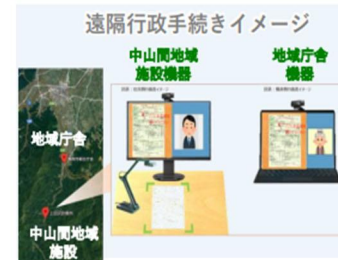 遠隔行政手続きイメージ
中山間地域
施設機器
地域庁舎
機器
地域庁舎
中山間地域
施設